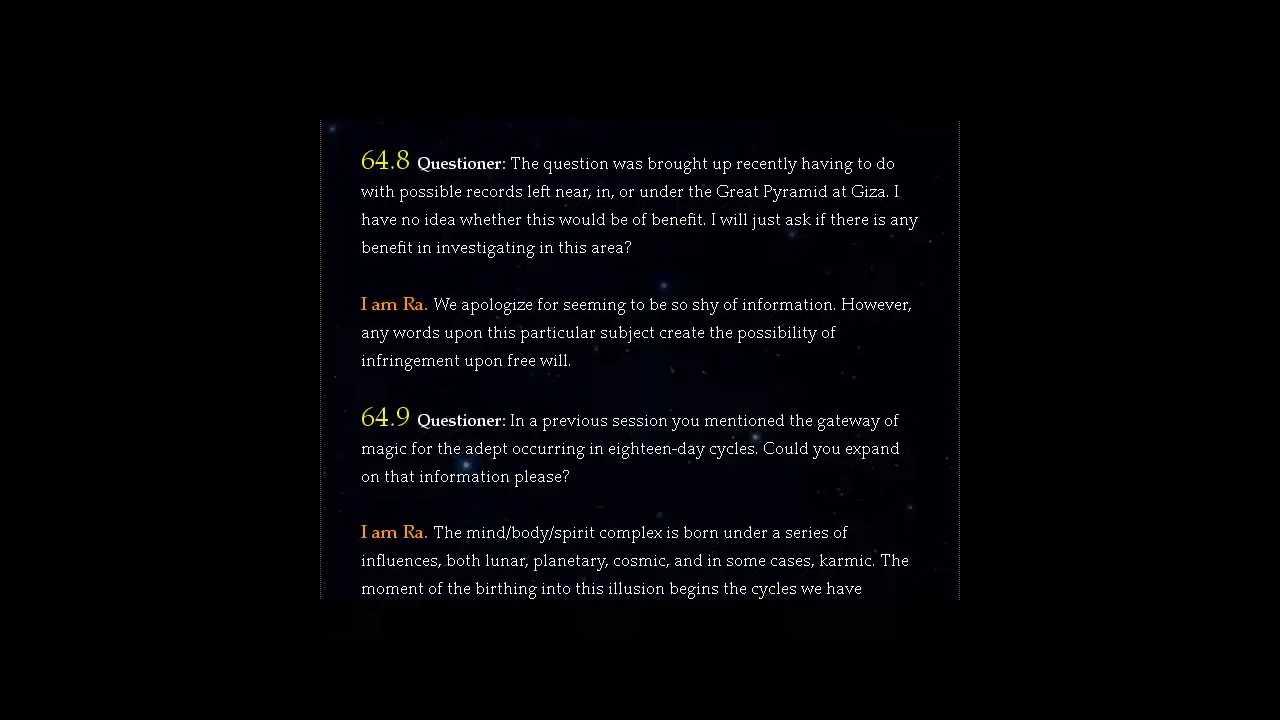 64.8 Questioner: The question was brought up recently having to do
with possible records left near, in, or under the Great Pyramid at Giza. I
have no idea whether this would be of benefit. I will just ask if there is any
benefit in investigating in this area?
I am Ra. We apologize for seeming to be so shy of information. However,
any words upon this particular subject create the possibility of
infringement upon free will.
64.9 Questioner: In a previous session you mentioned the gateway of
magic for the adept occurring in eighteen-day cycles. Could you expand
on that information please?
I am Ra. The mind/body/spirit complex is born under a series of
influences, both lunar, planetary, cosmic, and in some cases, karmic. The
moment of the birthing into this illusion begins the cycles we have